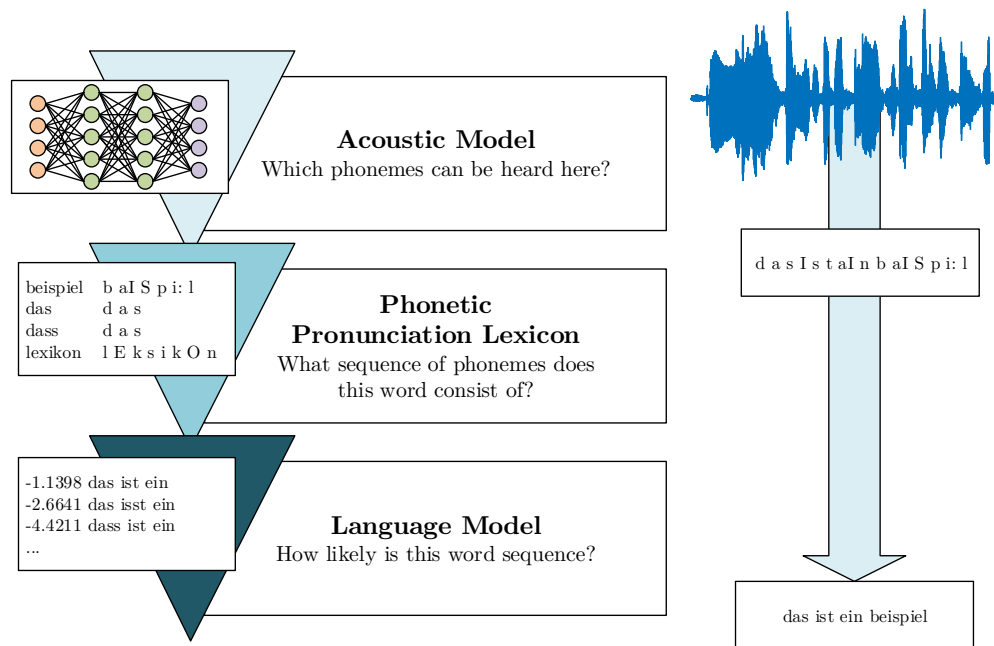 Acoustic Model
Which phonemes can be heard here?
beispiel b aI S p i: l
das d a s
dass d a s
lexikon l E k s i k O n
Phonetic
Pronunciation Lexicon
What sequence of phonemes does
this word consist of?
-1.1398 das ist ein
-2.6641 das isst ein
-4.4211 dass ist ein
...
Language Model
How likely is this word sequence?
d a s I s t aI n b aI S p i: l
das ist ein beispiel